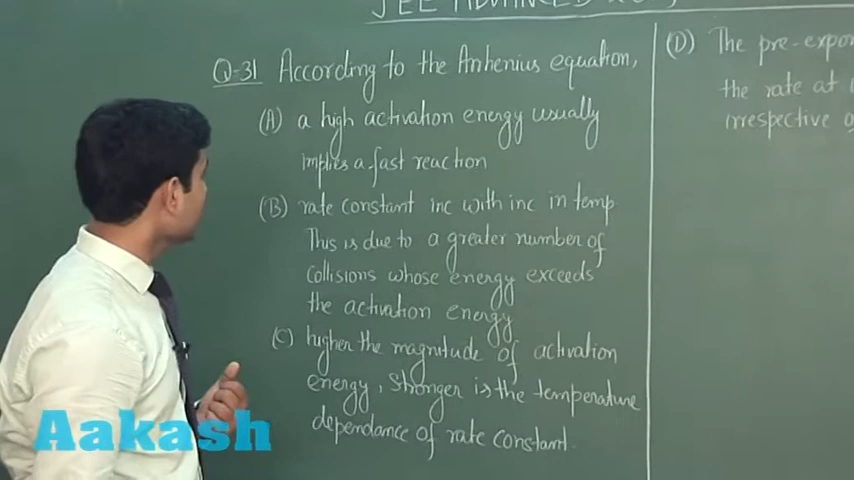 JEE ADVANCED
Q-31 According to the Arrhenius equation,
(A) a high activation energy usually
implies a fast reaction
(B) rate constant inc with inc in temp
This is due to a greater number of
collisions whose energy exceeds
the activation energy
(C) higher the magnitude of activation
energy, stronger is the temperature
dependance of rate constant.
(D) The pre-expo
the rate at
irrespective
Aakash